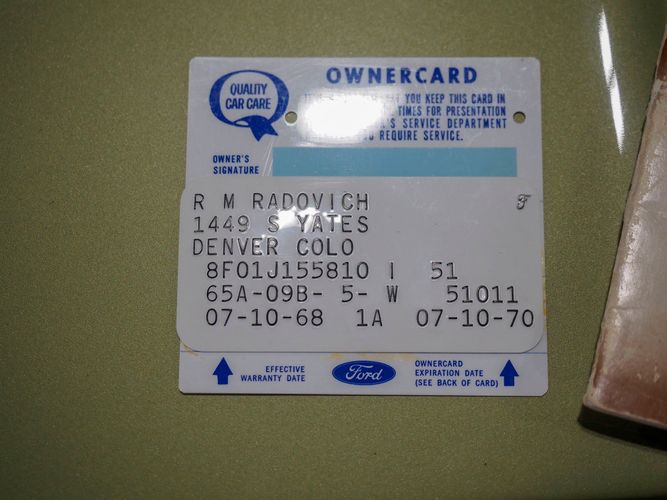 QUALITY
CAR CARE
OWNERCARD
YOU KEEP THIS CARD IN
TIMES FOR PRESENTATION
SERVICE DEPARTMENT
REQUIRE SERVICE.
OWNER'S
SIGNATURE
R M RADOVICH
F
1449 S YATES
DENVER COLO
8F01J155810 I 51
65A-09B- 5- W 51011
07-10-68 1A 07-10-70
EFFECTIVE
WARRANTY DATE
Ford
OWNERCARD
EXPIRATION DATE
(SEE BACK OF CARD)